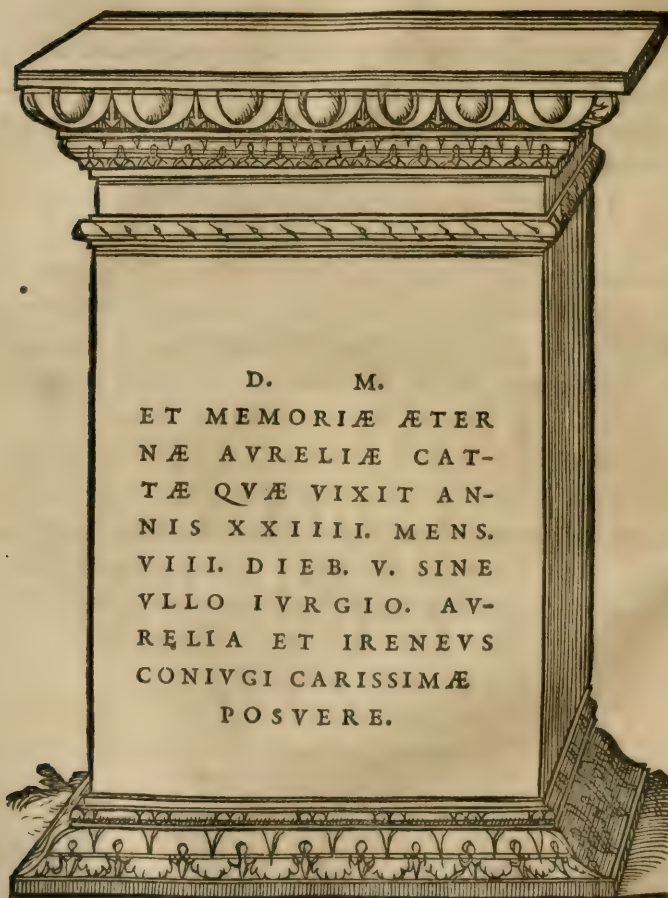 D. M.
ET MEMORIÆ ÆTER
NÆ AVRELIÆ CAT-
TÆ QVÆ VIXIT AN-
NIS XXIIII. MENS.
VIII. DIEB. V. SINE
VLLO IVRGIO. AV-
RELIA ET IRENEVS
CONIVGI CARISSIMÆ
POSVERE.